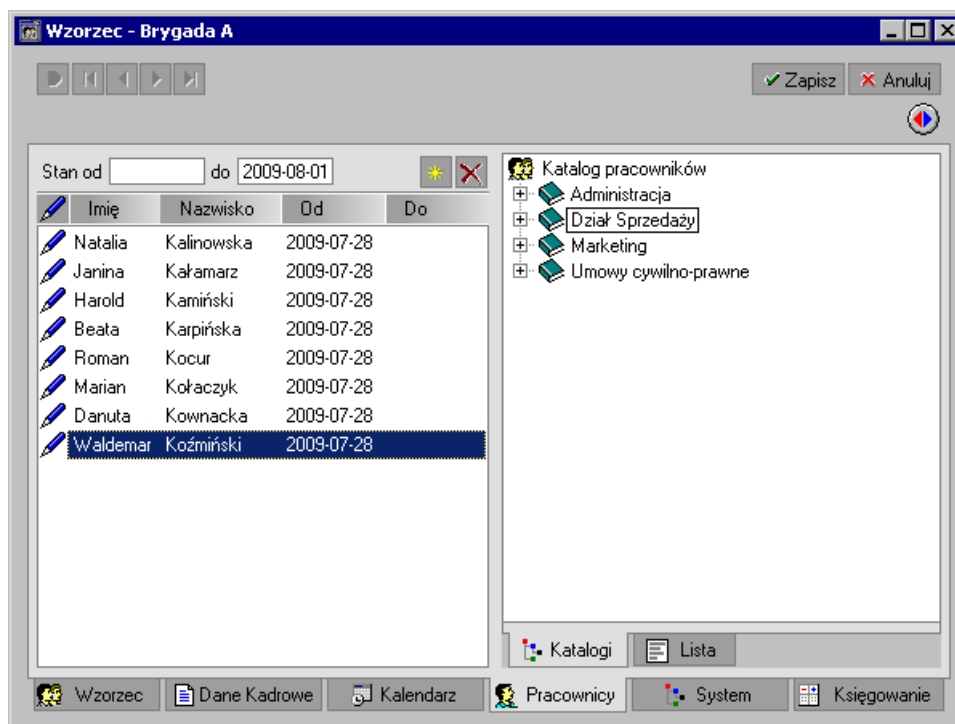 Wzorzec - Brygada A
Zapisz Anuluj
Stan od do 2009-08-01
Imię Nazwisko Od Do
Natalia Kalinowska 2009-07-28
Janina Kałamarz 2009-07-28
Harold Kamiński 2009-07-28
Beata Karpińska 2009-07-28
Roman Kocur 2009-07-28
Marian Kołaczyk 2009-07-28
Danuta Kownacka 2009-07-28
Waldemar Koźmiński 2009-07-28
Katalog pracowników
Administracja
Dział Sprzedaży
Marketing
Umowy cywilno-prawne
Katalogi Lista
Wzorzec Dane Kadrowe Kalendarz Pracownicy System Księgowanie